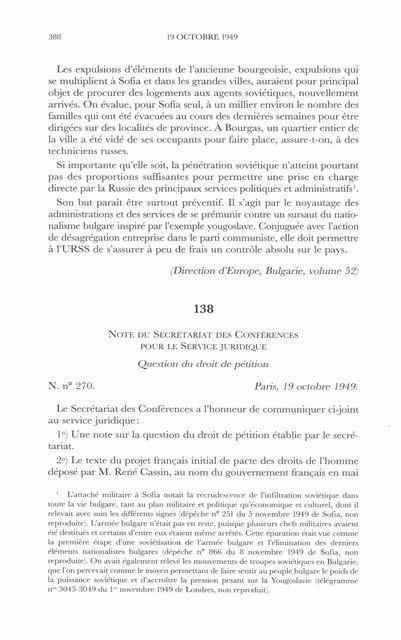 388
19 OCTOBRE 1949
Les expulsions d'éléments de l'ancienne bourgeoisie, expulsions qui
se multiplient à Sofia et dans les grandes villes, auraient pour principal
objet de procurer des logements aux agents soviétiques, nouvellement
arrivés. On évalue, pour Sofia seul, à un millier environ le nombre des
familles qui ont été évacuées au cours des dernières semaines pour être
dirigées sur des localités de province. À Bourgas, un quartier entier de
la ville a été vidé de ses occupants pour faire place, assure-t-on, à des
techniciens russes.
Si importante qu'elle soit, la pénétration soviétique n'atteint pourtant
pas des proportions suffisantes pour permettre une prise en charge
directe par la Russie des principaux services politiques et administratifs¹.
Son but paraît être surtout préventif. Il s'agit par le noyautage des
administrations et des services de se prémunir contre un sursaut du natio-
nalisme bulgare inspiré par l'exemple yougoslave. Conjuguée avec l'action
de désagrégation entreprise dans le parti communiste, elle doit permettre
à l'URSS de s'assurer à peu de frais un contrôle absolu sur le pays.
(Direction d'Europe, Bulgarie, volume 52)
138
NOTE DU SECRÉTARIAT DES CONFÉRENCES
POUR LE SERVICE JURIDIQUE
Question du droit de pétition
N. n° 270.
Paris, 19 octobre 1949.
Le Secrétariat des Conférences a l'honneur de communiquer ci-joint
au service juridique :
1°) Une note sur la question du droit de pétition établie par le secré-
tariat.
2°) Le texte du projet français initial de pacte des droits de l'homme
déposé par M. René Cassin, au nom du gouvernement français en mai
¹ L'attaché militaire à Sofia notait la recrudescence de l'infiltration soviétique dans
toute la vie bulgare, tant au plan militaire et politique qu'économique et culturel, dont il
relevait avec soin les différents signes (dépêche n° 251 du 5 novembre 1949 de Sofia, non
reproduite). L'armée bulgare n'était pas en reste, puisque plusieurs chefs militaires avaient
été destitués et certains d'entre eux étaient même arrêtés. Cette épuration était vue comme
la première étape d'une soviétisation de l'armée bulgare et l'élimination des derniers
éléments nationalistes bulgares (dépêche n° 866 du 8 novembre 1949 de Sofia, non
reproduite). On avait également relevé les mouvements de troupes soviétiques en Bulgarie,
que l'on percevait comme le moyen permettant de faire sentir au peuple bulgare le poids de
la puissance soviétique et d'accroître la pression pesant sur la Yougoslavie (télégramme
nᵒˢ 3045-3049 du 1ᵉʳ novembre 1949 de Londres, non reproduit).